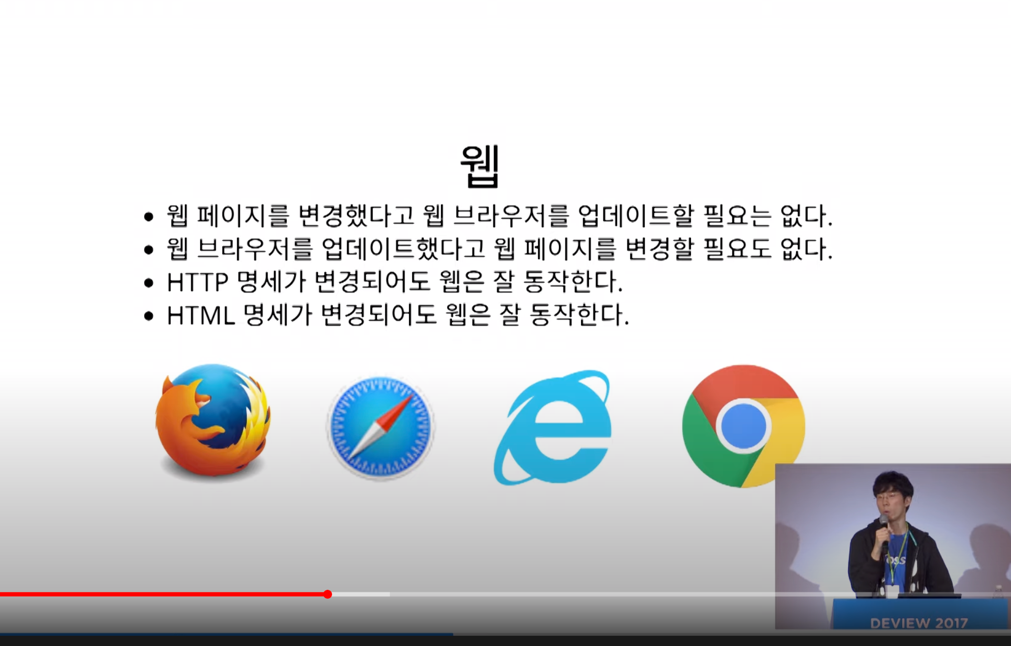 웹
• 웹 페이지를 변경했다고 웹 브라우저를 업데이트할 필요는 없다.
• 웹 브라우저를 업데이트했다고 웹 페이지를 변경할 필요도 없다.
• HTTP 명세가 변경되어도 웹은 잘 동작한다.
• HTML 명세가 변경되어도 웹은 잘 동작한다.
DEVIEW 2017